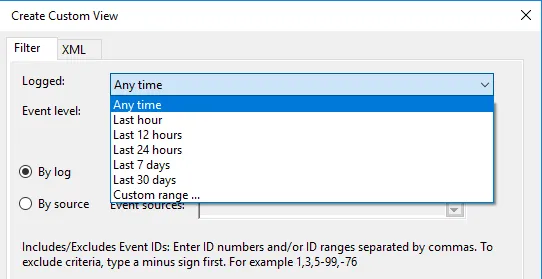 Create Custom View
Filter XML
Logged: Any time
Any time
Event level:
Last hour
Last 12 hours
Last 24 hours
Last 7 days
By log
Last 30 days
Custom range ...
By source Event sources:
Includes/Excludes Event IDs: Enter ID numbers and/or ID ranges separated by commas. To
exclude criteria, type a minus sign first. For example 1,3,5-99,-76